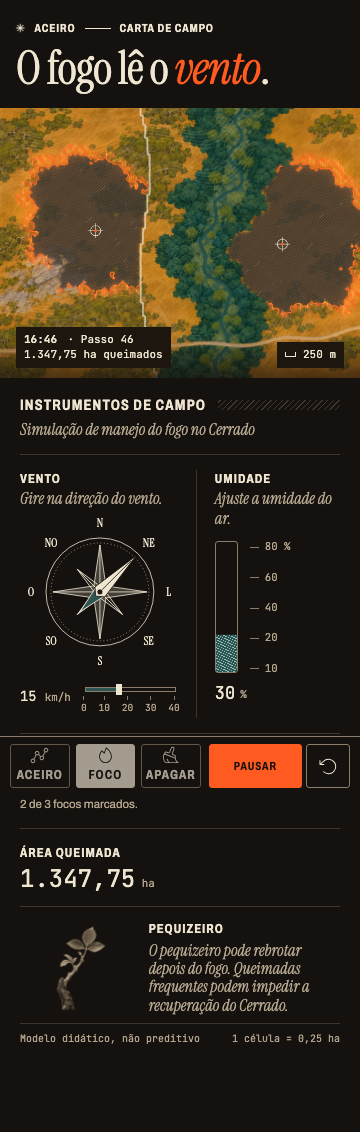 ACEIRO — CARTA DE CAMPO
O fogo lê o vento.
16:46 · Passo 46
1.347,75 ha queimados
250 m
INSTRUMENTOS DE CAMPO
Simulação de manejo do fogo no Cerrado
VENTO
Gire na direção do vento.
N
NO NE
O L
SO SE
S
15 km/h
0 10 20 30 40
UMIDADE
Ajuste a umidade do
ar.
80 %
60
40
20
10
30 %
ACEIRO FOCO APAGAR PAUSAR
2 de 3 focos marcados.
ÁREA QUEIMADA
1.347,75 ha
PEQUIZEIRO
O pequizeiro pode rebrotar
depois do fogo. Queimadas
frequentes podem impedir a
recuperação do Cerrado.
Modelo didático, não preditivo 1 célula = 0,25 ha